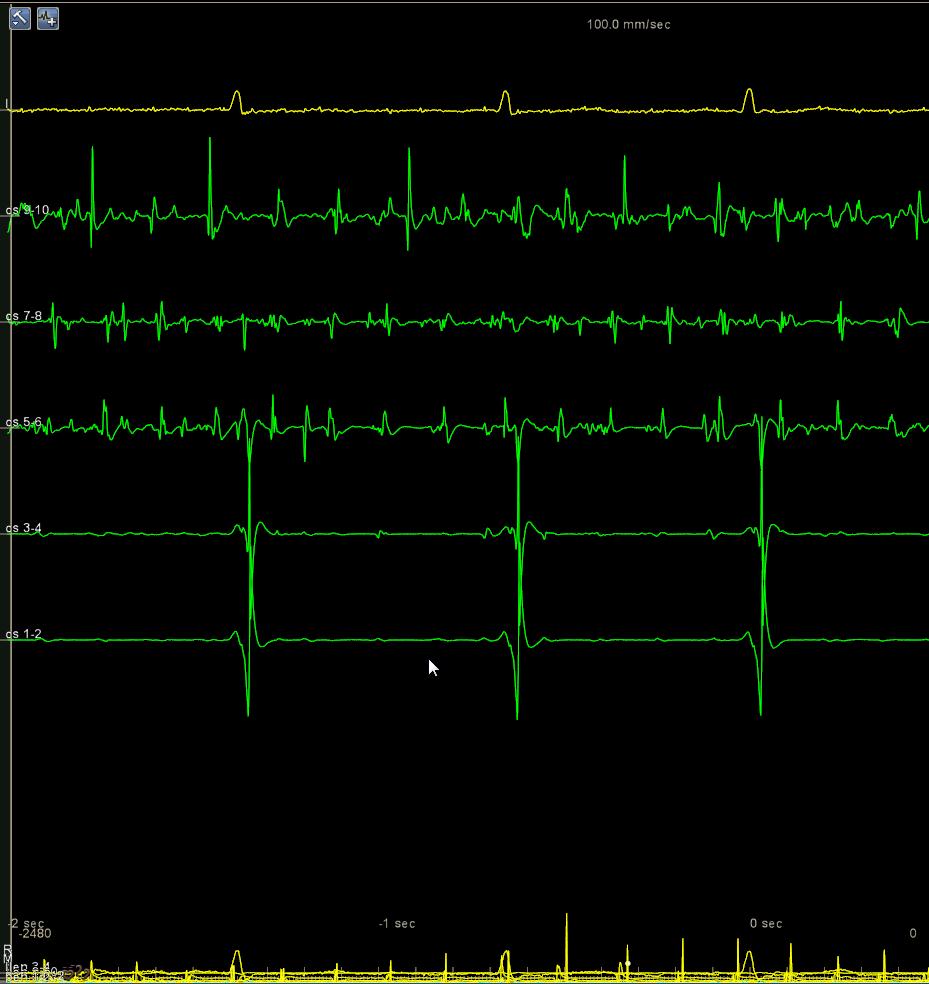 100.0 mm/sec
I
cs 9-10
cs 7-8
cs 5-6
cs 3-4
cs 1-2
-2 sec
-1 sec
0 sec
-2480
0